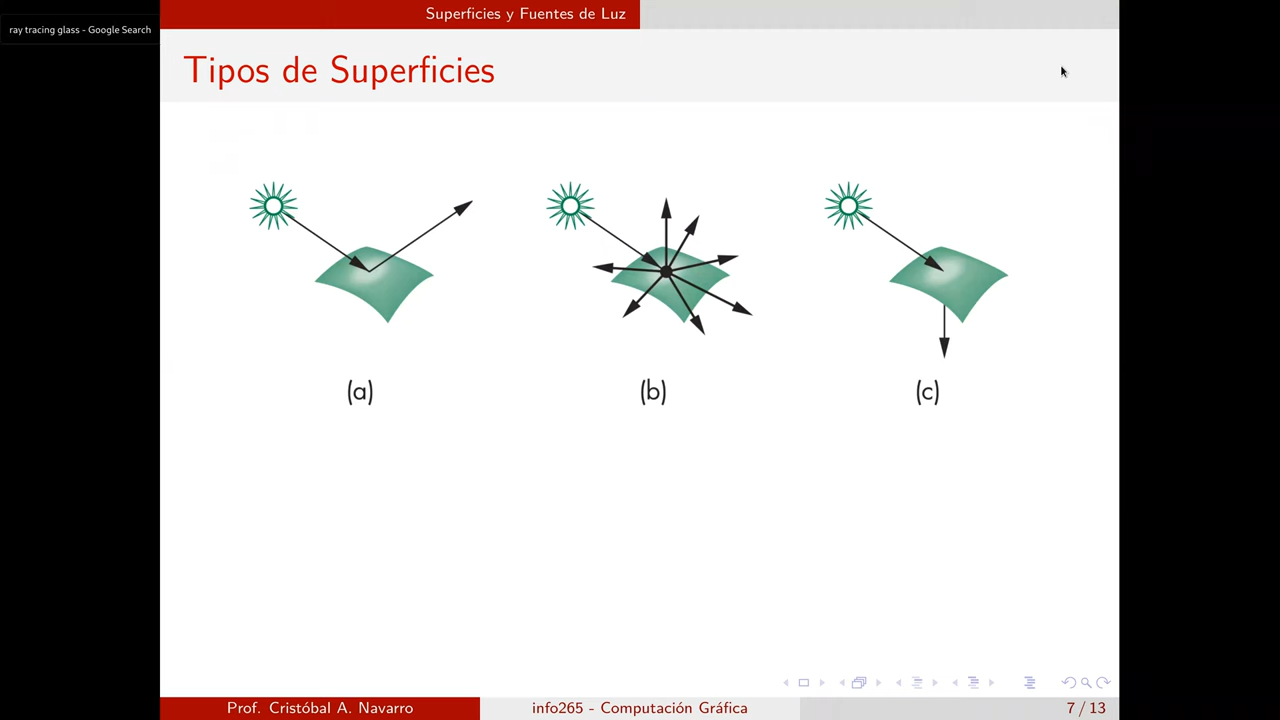 Superficies y Fuentes de Luz
ray tracing glass - Google Search
Tipos de Superficies
(a) (b) (c)
Prof. Cristóbal A. Navarro info265 - Computación Gráfica 7 / 13